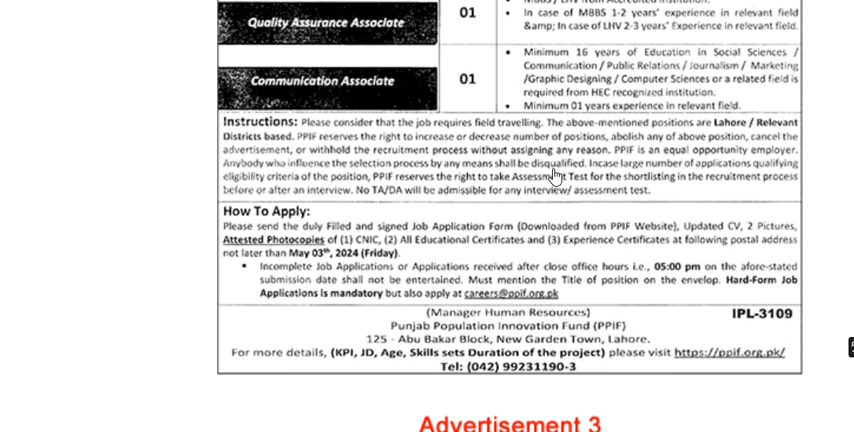 MBBS / LHV from Accredited Institution.
Quality Assurance Associate
01
• In case of MBBS 1-2 years' experience in relevant field
&amp; In case of LHV 2-3 years' Experience in relevant field.
Communication Associate
01
• Minimum 16 years of Education in Social Sciences /
Communication / Public Relations / Journalism / Marketing
/Graphic Designing / Computer Sciences or a related field is
required from HEC recognized institution.
• Minimum 01 years experience in relevant field.
Instructions: Please consider that the job requires field travelling. The above-mentioned positions are Lahore / Relevant
Districts based. PPIF reserves the right to increase or decrease number of positions, abolish any of above position, cancel the
advertisement, or withhold the recruitment process without assigning any reason. PPIF is an equal opportunity employer.
Anybody who influence the selection process by any means shall be disqualified. Incase large number of applications qualifying
eligibility criteria of the position, PPIF reserves the right to take Assessment Test for the shortlisting in the recruitment process
before or after an interview. No TA/DA will be admissible for any interview/ assessment test.
How To Apply:
Please send the duly Filled and signed Job Application Form (Downloaded from PPIF Website), Updated CV, 2 Pictures,
Attested Photocopies of (1) CNIC, (2) All Educational Certificates and (3) Experience Certificates at following postal address
not later than May 03th, 2024 (Friday).
• Incomplete Job Applications or Applications received after close office hours i.e., 05:00 pm on the afore-stated
submission date shall not be entertained. Must mention the Title of position on the envelop. Hard-Form Job
Applications is mandatory but also apply at careers@ppif.org.pk
(Manager Human Resources) IPL-3109
Punjab Population Innovation Fund (PPIF)
125 - Abu Bakar Block, New Garden Town, Lahore.
For more details, (KPI, JD, Age, Skills sets Duration of the project) please visit https://ppif.org.pk/
Tel: (042) 99231190-3
Advertisement 3